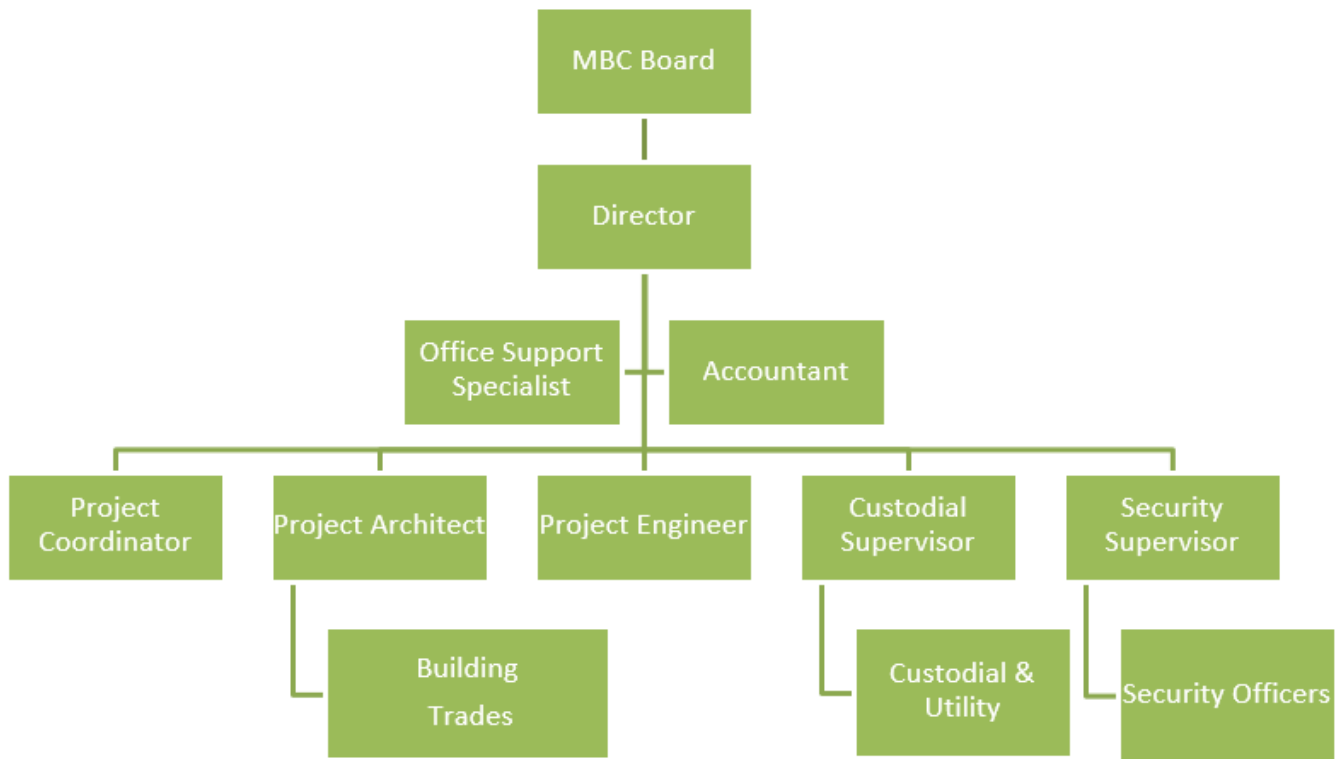 MBC Board
Director
Office Support
Specialist
Accountant
Project
Coordinator
Project Architect
Project Engineer
Custodial
Supervisor
Security
Supervisor
Building
Trades
Custodial &
Utility
Security Officers